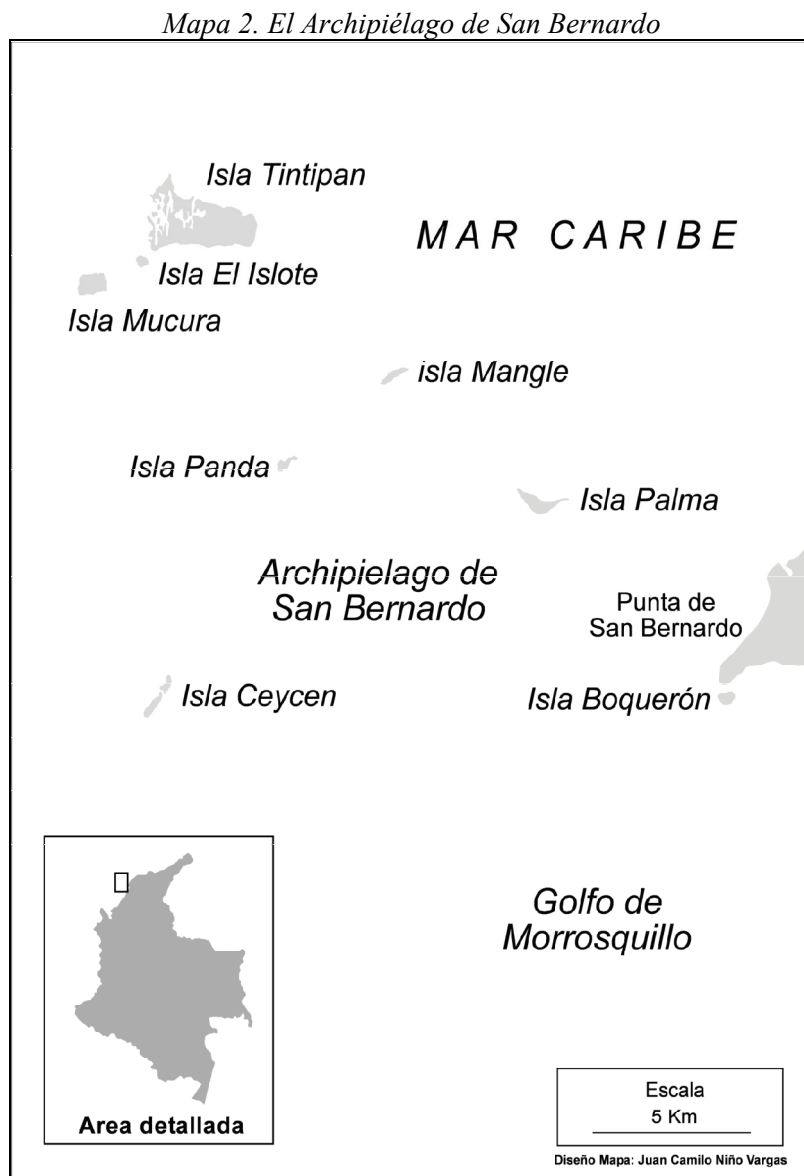 Mapa 2. El Archipiélago de San Bernardo
Isla Tintipan
MAR CARIBE
Isla El Islote
Isla Mucura
isla Mangle
Isla Panda
Isla Palma
Archipielago de
San Bernardo
Punta de
San Bernardo
Isla Ceycen
Isla Boquerón
Golfo de
Morrosquillo
Area detallada
Escala
5 Km
Diseño Mapa: Juan Camilo Niño Vargas